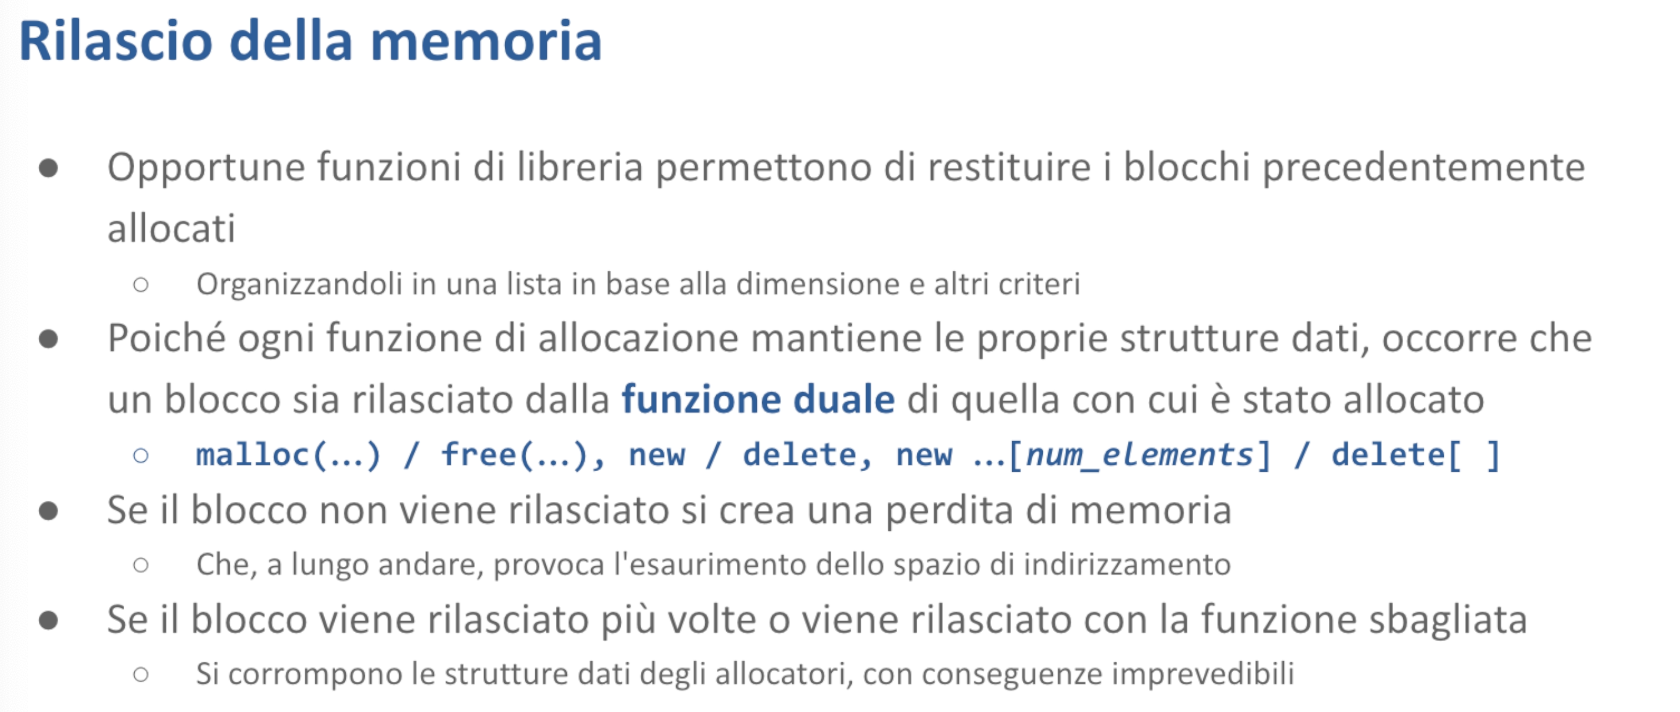 Rilascio della memoria
● Opportune funzioni di libreria permettono di restituire i blocchi precedentemente
allocati
○ Organizzandoli in una lista in base alla dimensione e altri criteri
● Poiché ogni funzione di allocazione mantiene le proprie strutture dati, occorre che
un blocco sia rilasciato dalla funzione duale di quella con cui è stato allocato
○ malloc(...) / free(...), new / delete, new ...[num_elements] / delete[ ]
● Se il blocco non viene rilasciato si crea una perdita di memoria
○ Che, a lungo andare, provoca l'esaurimento dello spazio di indirizzamento
● Se il blocco viene rilasciato più volte o viene rilasciato con la funzione sbagliata
○ Si corrompono le strutture dati degli allocatori, con conseguenze imprevedibili